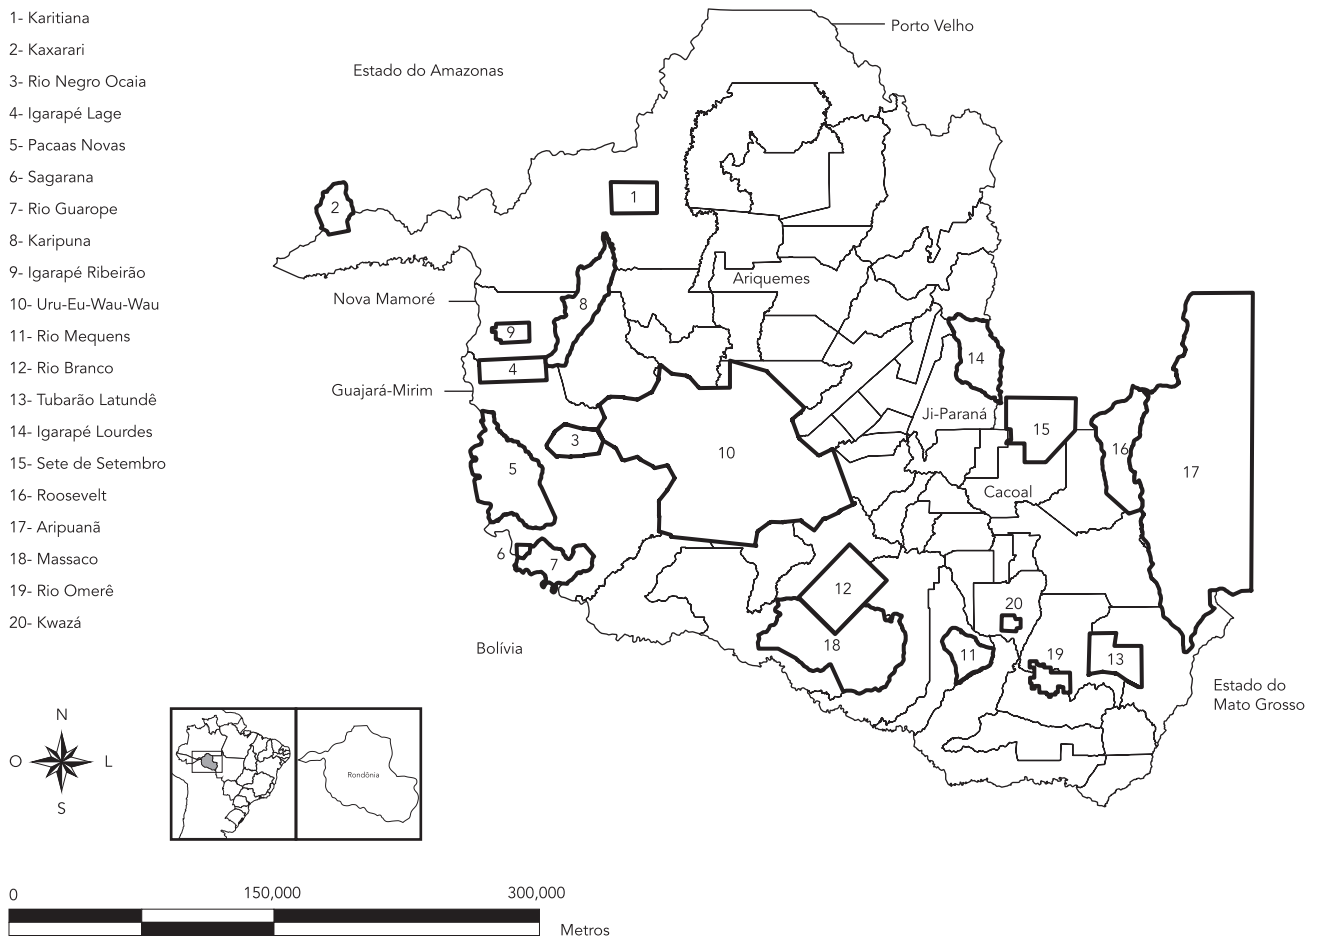 1- Karitiana
2- Kaxarari
3- Rio Negro Ocaia
4- Igarapé Lage
5- Pacaas Novas
6- Sagarana
7- Rio Guarope
8- Karipuna
9- Igarapé Ribeirão
10- Uru-Eu-Wau-Wau
11- Rio Mequens
12- Rio Branco
13- Tubarão Latundê
14- Igarapé Lourdes
15- Sete de Setembro
16- Roosevelt
17- Aripuanã
18- Massaco
19- Rio Omerê
20- Kwazá
Porto Velho
Estado do Amazonas
1
2
Ariquemes
Nova Mamoré
8
9
14
4
Guajará-Mirim
Ji-Paraná
15
3
10
16
5
17
Cacoal
6
7
12
20
18
11
19
13
Bolívia
Estado do
Mato Grosso
N
O
L
S
Rondônia
0
150,000
300,000
Metros